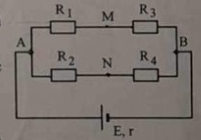 R₁ M R₃
A B
R₂ N R₄
E, r